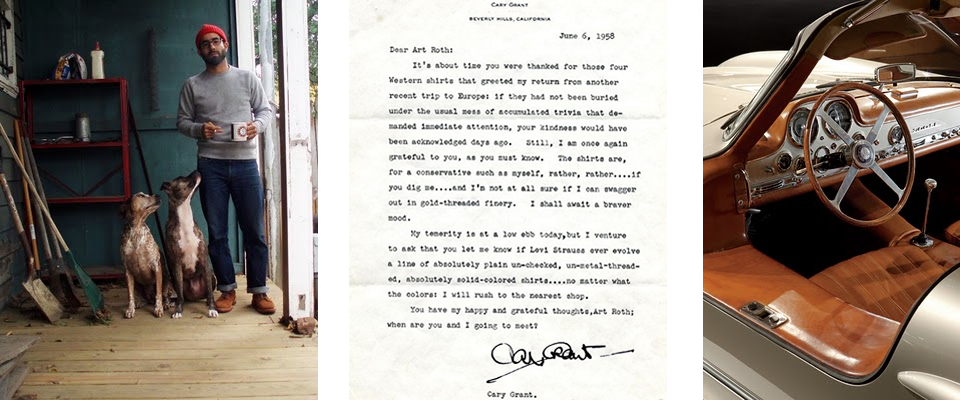 CARY GRANT
BEVERLY HILLS, CALIFORNIA
June 6, 1958
Dear Art Roth:
It's about time you were thanked for those four
Western shirts that greeted my return from another
recent trip to Europe: if they had not been buried
under the usual mess of accumulated trivia that de-
manded immediate attention, your kindness would have
been acknowledged days ago. Still, I am once again
grateful to you, as you must know. The shirts are,
for a conservative such as myself, rather, rather....if
you dig me....and I'm not at all sure if I can swagger
out in gold-threaded finery. I shall await a braver
mood.
My temerity is at a low ebb today,but I venture
to ask that you let me know if Levi Strauss ever evolve
a line of absolutely plain un-checked, un-metal-thread-
ed, absolutely solid-colored shirts....no matter what
the colors: I will rush to the nearest shop.
You have my happy and grateful thoughts,Art Roth;
when are you and I going to meet?
Cary Grant
Cary Grant.